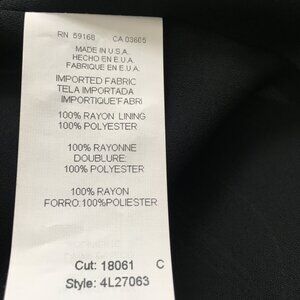 RN 59168 CA 03605
MADE IN U.S.A.
HECHO EN E.U.A.
FABRIQUE EN E.U.A.
IMPORTED FABRIC
TELA IMPORTADA
IMPORTIQUE'FABRI
100% RAYON LINING
100% POLYESTER
100% RAYONNE
DOUBLURE:
100% POLYESTER
100% RAYON
FORRO:100%POLIESTER
Cut: 18061 C
Style: 4L27063